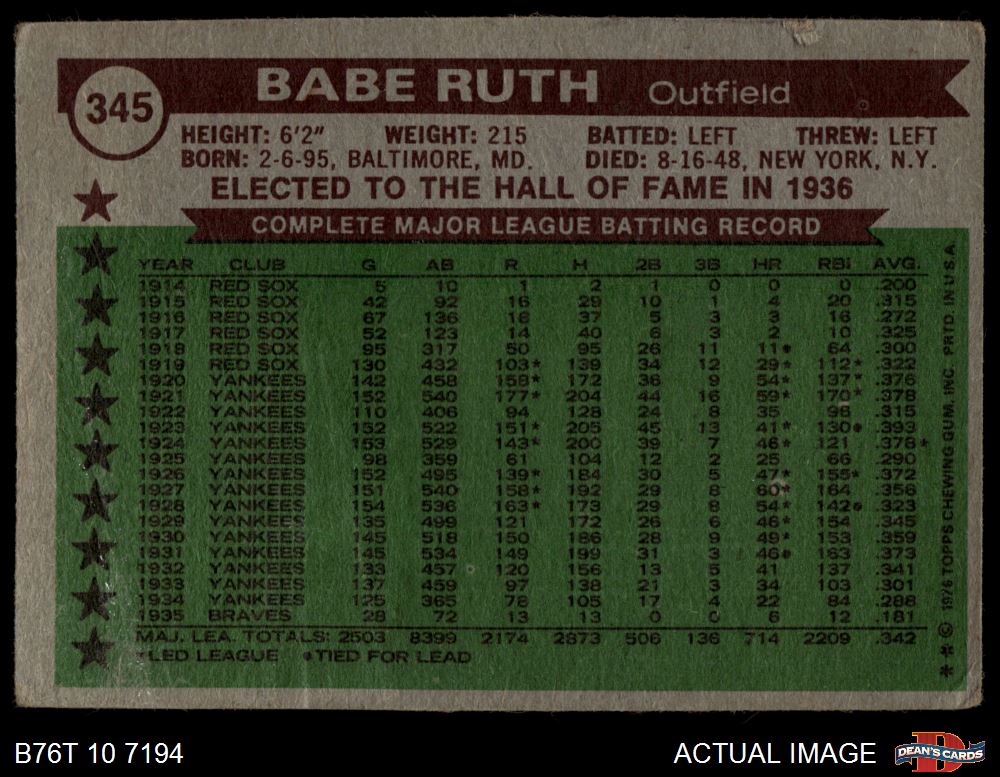 345
BABE RUTH Outfield
HEIGHT: 6'2" WEIGHT: 215 BATTED: LEFT THREW: LEFT
BORN: 2-6-95, BALTIMORE, MD. DIED: 8-16-48, NEW YORK, N.Y.
ELECTED TO THE HALL OF FAME IN 1936
COMPLETE MAJOR LEAGUE BATTING RECORD
YEAR CLUB G AB R H 2B 3B HR RBI AVG.
1914 RED SOX 5 10 1 2 1 0 0 0 .200
1915 RED SOX 42 92 16 29 10 1 4 20 .315
1916 RED SOX 67 136 18 37 5 3 3 16 .272
1917 RED SOX 52 123 14 40 6 3 2 10 .325
1918 RED SOX 95 317 50 95 26 11 11• 64 .300
1919 RED SOX 130 432 103* 139 34 12 29* 112* .322
1920 YANKEES 142 458 158* 172 36 9 54* 137* .376
1921 YANKEES 152 540 177* 204 44 16 59* 170* .378
1922 YANKEES 110 406 94 128 24 8 35 96 .315
1923 YANKEES 152 522 151* 205 45 13 41* 130• .393
1924 YANKEES 153 529 143* 200 39 7 46* 121 .378*
1925 YANKEES 98 359 61 104 12 2 25 66 .290
1926 YANKEES 152 495 139* 184 30 5 47* 155* .372
1927 YANKEES 151 540 158* 192 29 8 60* 164 .356
1928 YANKEES 154 536 163* 173 29 8 54* 142• .323
1929 YANKEES 135 499 121 172 26 6 46* 154 .345
1930 YANKEES 145 518 150 186 28 9 49* 153 .359
1931 YANKEES 145 534 149 199 31 3 46• 163 .373
1932 YANKEES 133 457 120 156 13 5 41 137 .341
1933 YANKEES 137 459 97 138 21 3 34 103 .301
1934 YANKEES 125 365 78 105 17 4 22 84 .288
1935 BRAVES 28 72 13 13 0 0 6 12 .181
MAJ. LEA. TOTALS: 2503 8399 2174 2873 506 136 714 2209 .342
*LED LEAGUE •TIED FOR LEAD
**© 1976 TOPPS CHEWING GUM, INC. PRTD. IN U.S.A.
B76T 10 7194
ACTUAL IMAGE
D
DEAN'S CARDS